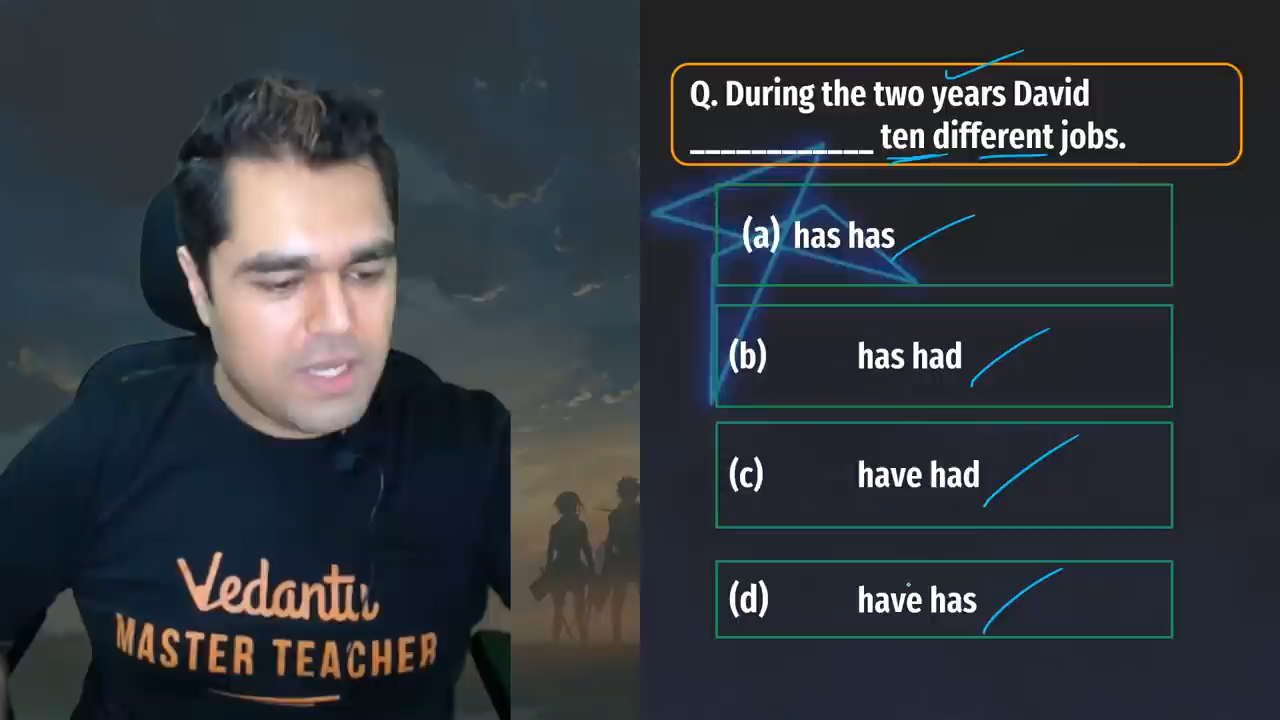 Q. During the two years David
____________ ten different jobs.
(a) has has
(b) has had
(c) have had
(d) have has
Vedantu
MASTER TEACHER